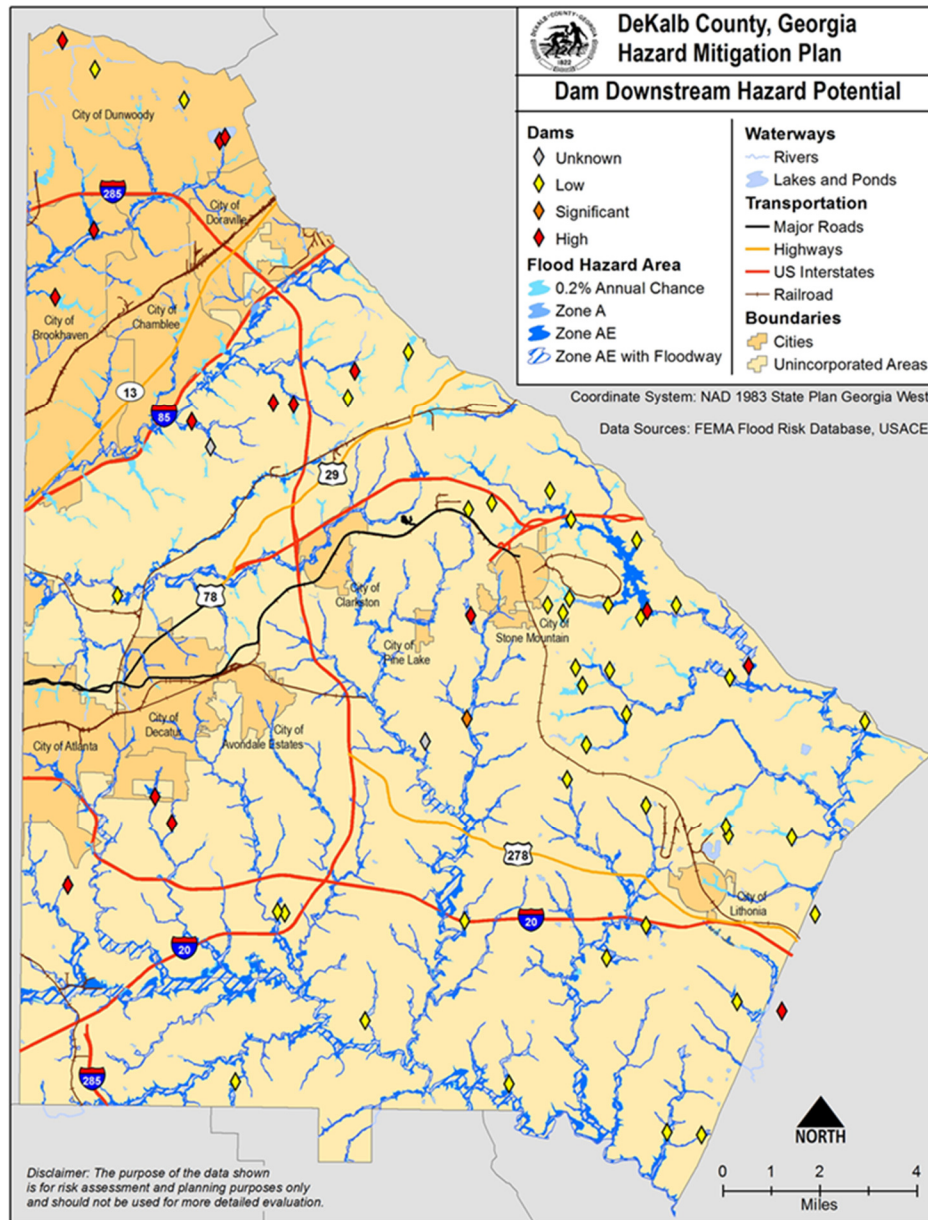 DEKALB COUNTY, GEORGIA
1822
DeKalb County, Georgia
Hazard Mitigation Plan
Dam Downstream Hazard Potential
Dams
Unknown
Low
Significant
High
Flood Hazard Area
0.2% Annual Chance
Zone A
Zone AE
Zone AE with Floodway
Waterways
Rivers
Lakes and Ponds
Transportation
Major Roads
Highways
US Interstates
Railroad
Boundaries
Cities
Unincorporated Areas
Coordinate System: NAD 1983 State Plan Georgia West
Data Sources: FEMA Flood Risk Database, USACE
City of Dunwoody
285
City of
Doraville
City of
Brookhaven
City of
Chamblee
13
85
29
78
City of
Clarkston
City of
Pine Lake
City of
Stone Mountain
City of Atlanta
City of
Decatur
City of
Avondale Estates
278
City of
Lithonia
20
20
285
NORTH
0 2 4
Miles
Disclaimer: The purpose of the data shown
is for risk assessment and planning purposes only
and should not be used for more detailed evaluation.